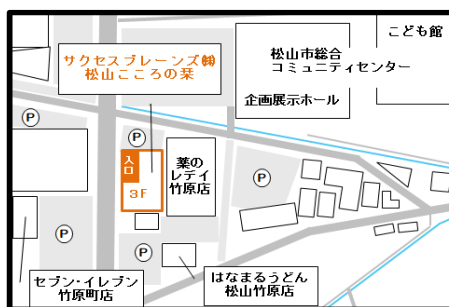 こども館
松山市総合
コミュニティセンター
企画展示ホール
サクセスブレーンズ㈱
松山こころの栞
P
P
入口
3F
薬の
レデイ
竹原店
P
P
P
セブン・イレブン
竹原町店
はなまるうどん
松山竹原店